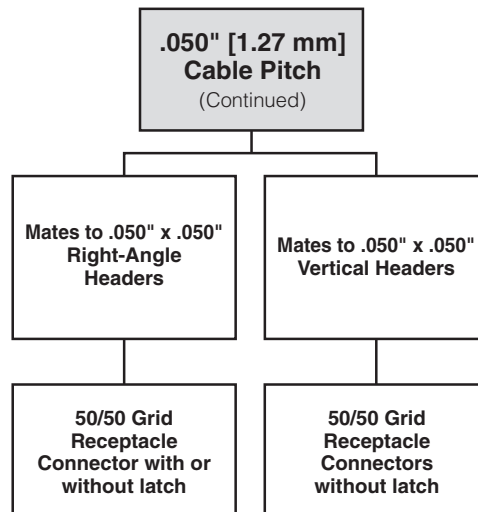 .050" [1.27 mm]
Cable Pitch
(Continued)
Mates to .050" x .050"
Right-Angle
Headers
Mates to .050" x .050"
Vertical Headers
50/50 Grid
Receptacle
Connector with or
without latch
50/50 Grid
Receptacle
Connectors
without latch